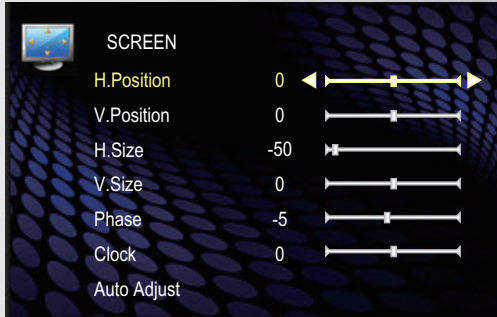 SCREEN
H.Position 0
V.Position 0
H.Size -50
V.Size 0
Phase -5
Clock 0
Auto Adjust